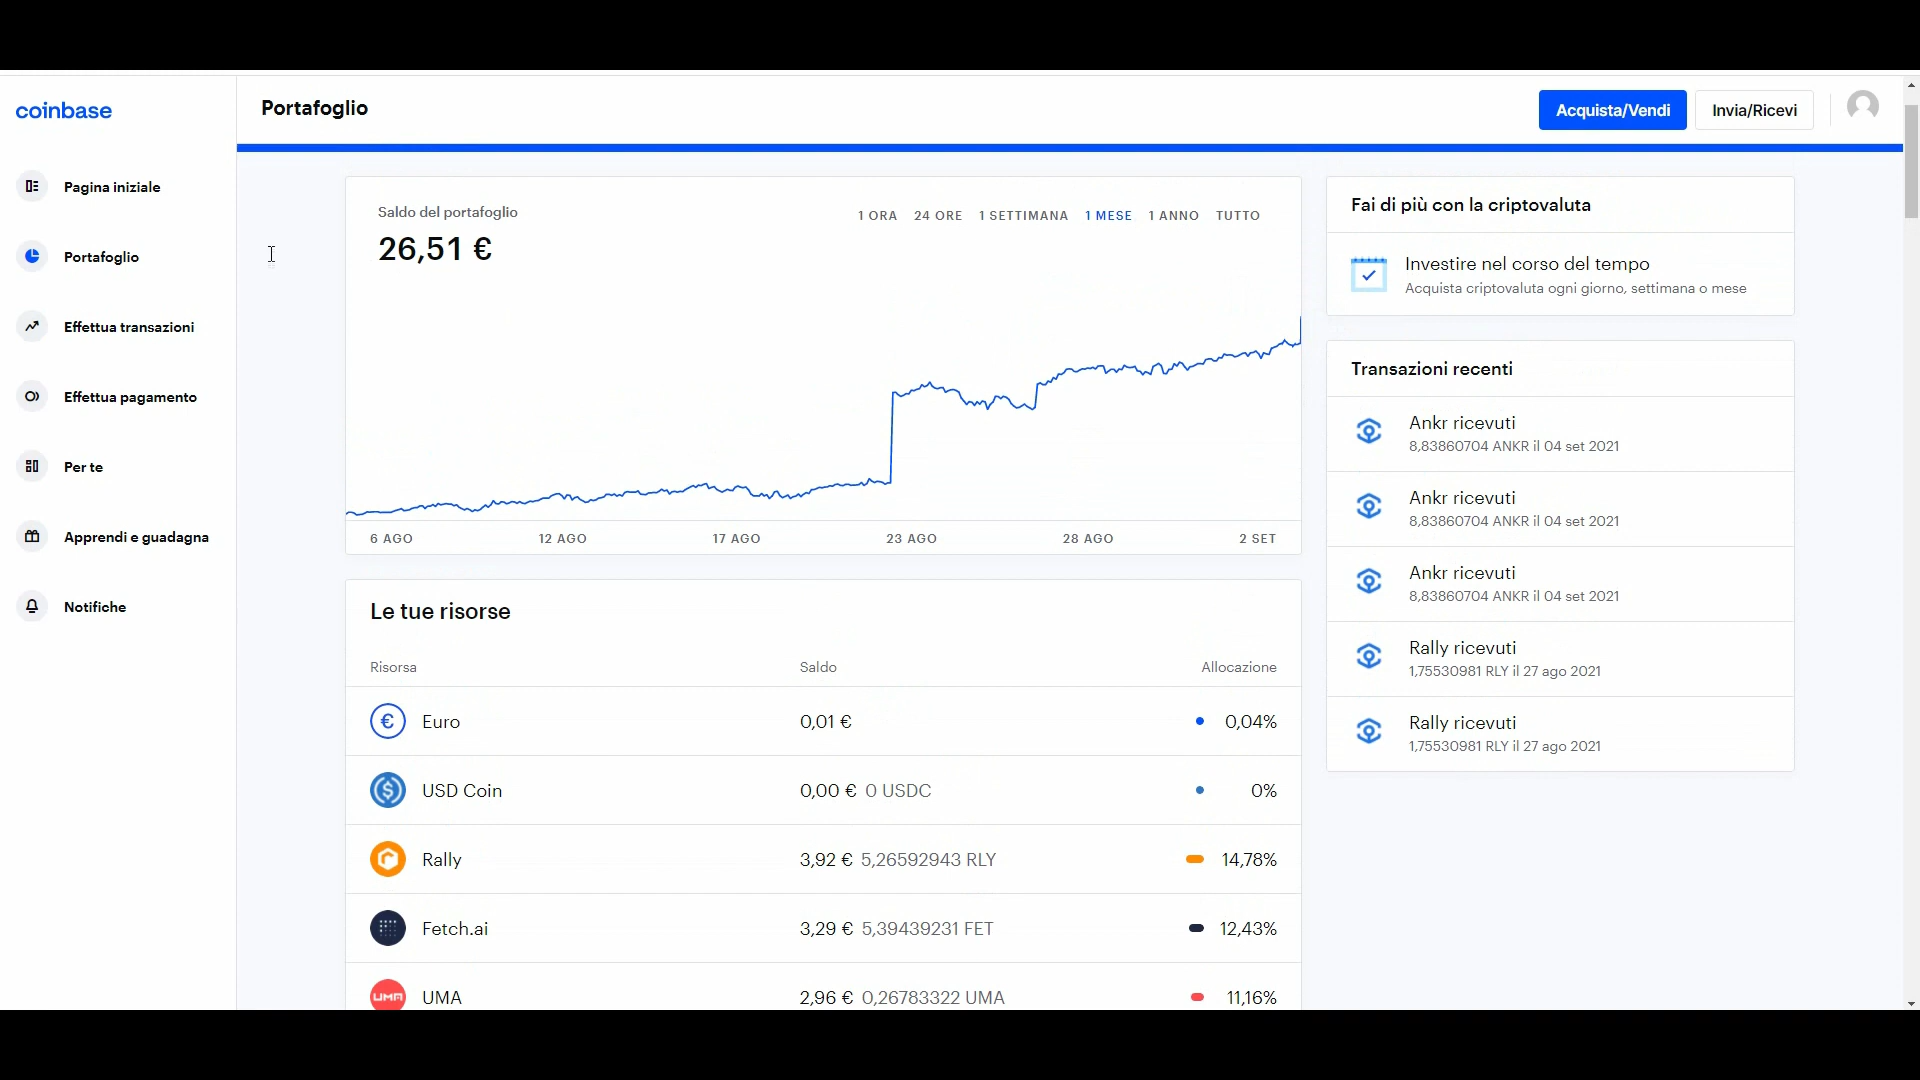 coinbase
Portafoglio
Acquista/Vendi
Invia/Ricevi
Pagina iniziale
Portafoglio
Effettua transazioni
Effettua pagamento
Per te
Apprendi e guadagna
Notifiche
Saldo del portafoglio
26,51 €
1 ORA 24 ORE 1 SETTIMANA 1 MESE 1 ANNO TUTTO
6 AGO 12 AGO 17 AGO 23 AGO 28 AGO 2 SET
Le tue risorse
Risorsa Saldo Allocazione
Euro 0,01 € 0,04%
USD Coin 0,00 € 0 USDC 0%
Rally 3,92 € 5,26592943 RLY 14,78%
Fetch.ai 3,29 € 5,39439231 FET 12,43%
UMA UMA 2,96 € 0,26783322 UMA 11,16%
Fai di più con la criptovaluta
Investire nel corso del tempo
Acquista criptovaluta ogni giorno, settimana o mese
Transazioni recenti
Ankr ricevuti
8,83860704 ANKR il 04 set 2021
Ankr ricevuti
8,83860704 ANKR il 04 set 2021
Ankr ricevuti
8,83860704 ANKR il 04 set 2021
Rally ricevuti
1,75530981 RLY il 27 ago 2021
Rally ricevuti
1,75530981 RLY il 27 ago 2021